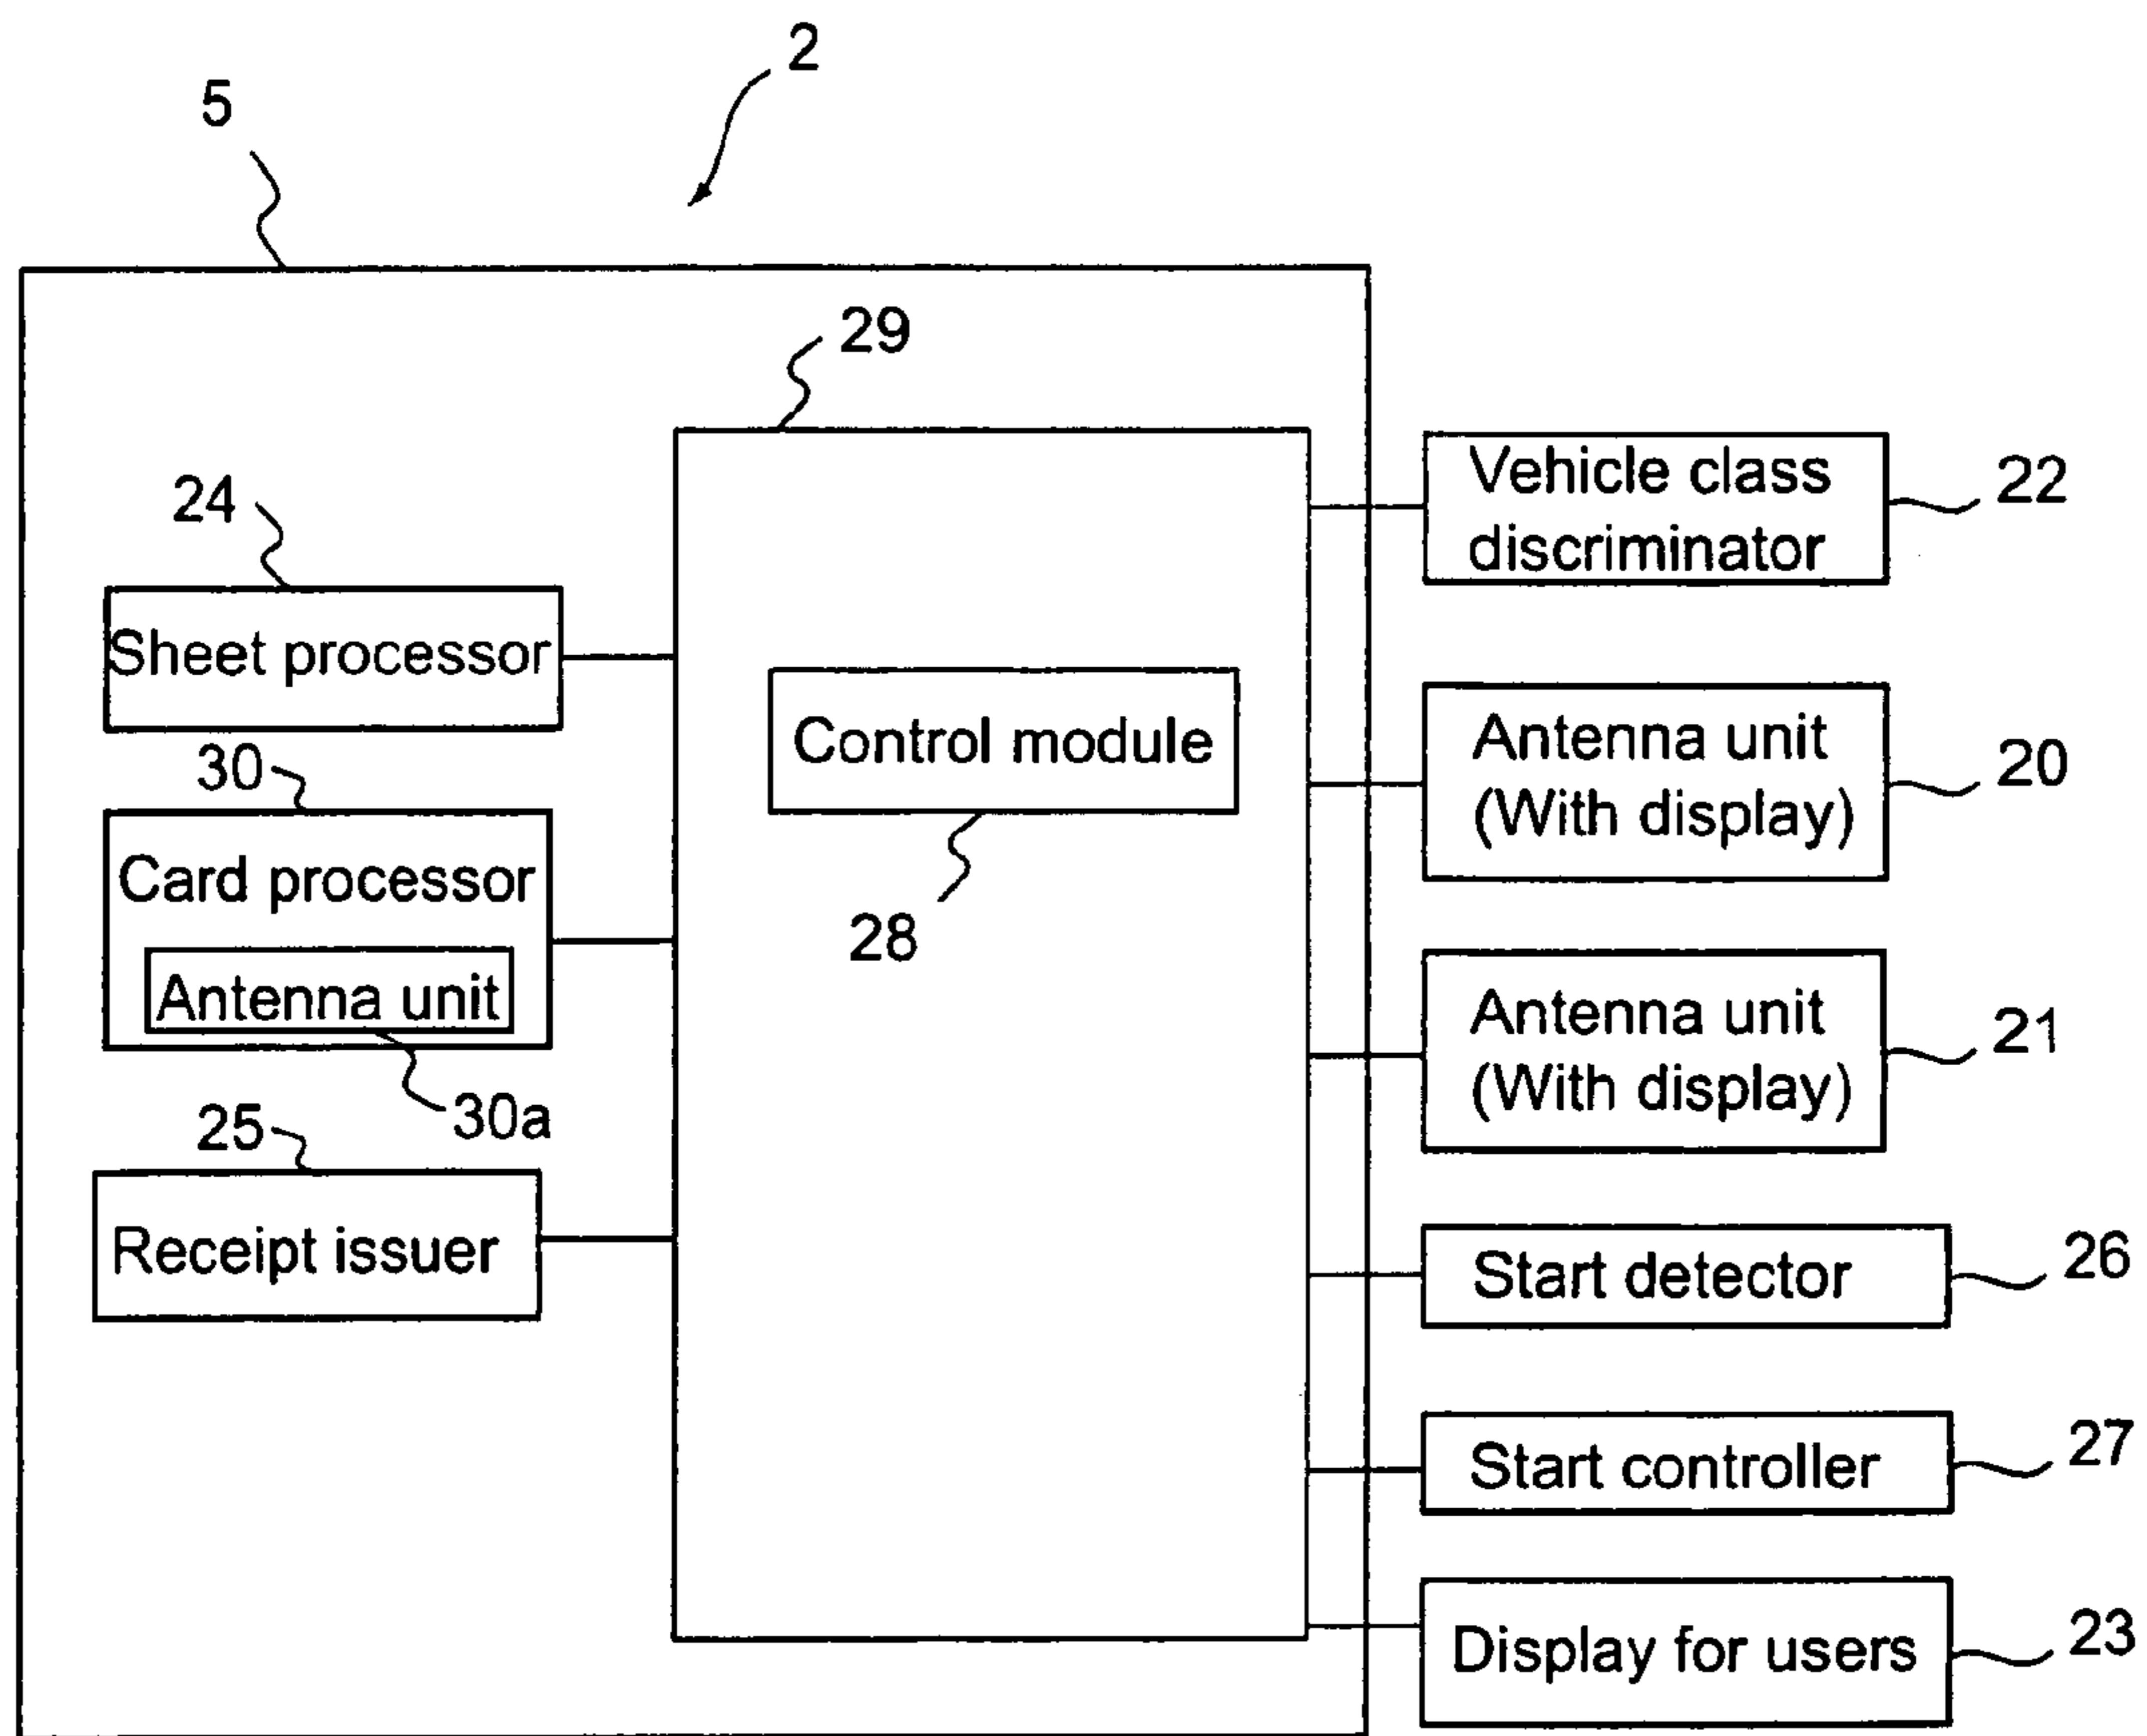 2
5
29
Vehicle class
discriminator
22
24
Sheet processor
Control module
28
Antenna unit
(With display)
20
30
Card processor
Antenna unit
30a
Antenna unit
(With display)
21
25
Receipt issuer
Start detector
26
Start controller
27
Display for users
23